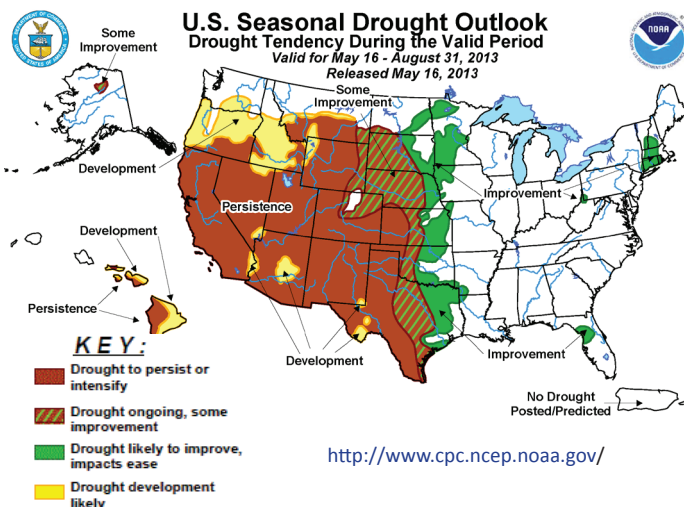 U.S. Seasonal Drought Outlook
Drought Tendency During the Valid Period
Valid for May 16 - August 31, 2013
Released May 16, 2013
NOAA
Some
Improvement
Some
Improvement
Development
Improvement
Persistence
Development
Persistence
Development
Improvement
KEY:
Drought to persist or
intensify
Drought ongoing, some
improvement
Drought likely to improve,
impacts ease
Drought development
likely
No Drought
Posted/Predicted
http://www.cpc.ncep.noaa.gov/